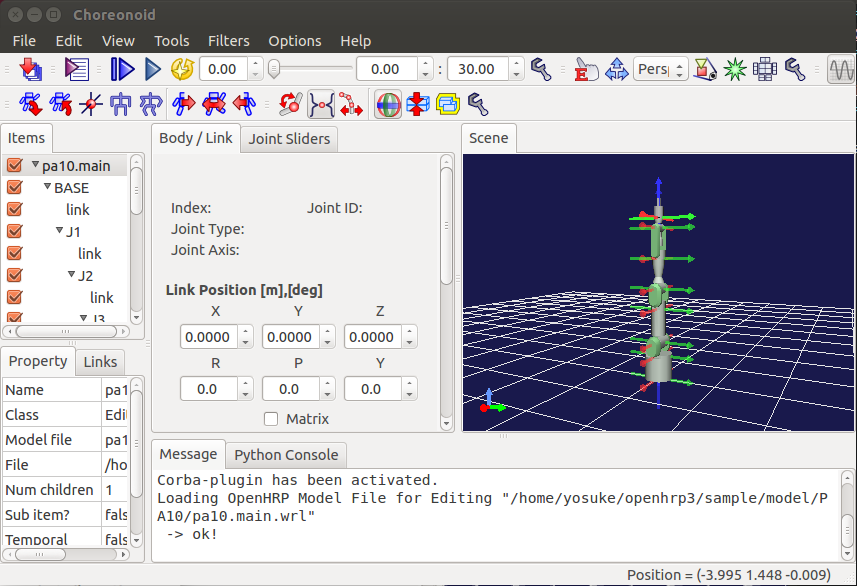 Choreonoid
File Edit View Tools Filters Options Help
0.00 0.00 : 30.00 E Persp
Items
pa10.main
BASE
link
J1
link
J2
link
J3
Property Links
Name pa1
Class Edi
Model file pa1
File /ho
Num children 1
Sub item? fals
Temporal fals
Body / Link Joint Sliders
Index: Joint ID:
Joint Type:
Joint Axis:
Link Position [m],[deg]
X Y Z
0.0000 0.0000 0.0000
R P Y
0.0 0.0 0.0
Matrix
Scene
Message Python Console
Corba-plugin has been activated.
Loading OpenHRP Model File for Editing "/home/yosuke/openhrp3/sample/model/P
A10/pa10.main.wrl"
-> ok!
Position = (-3.995 1.448 -0.009)